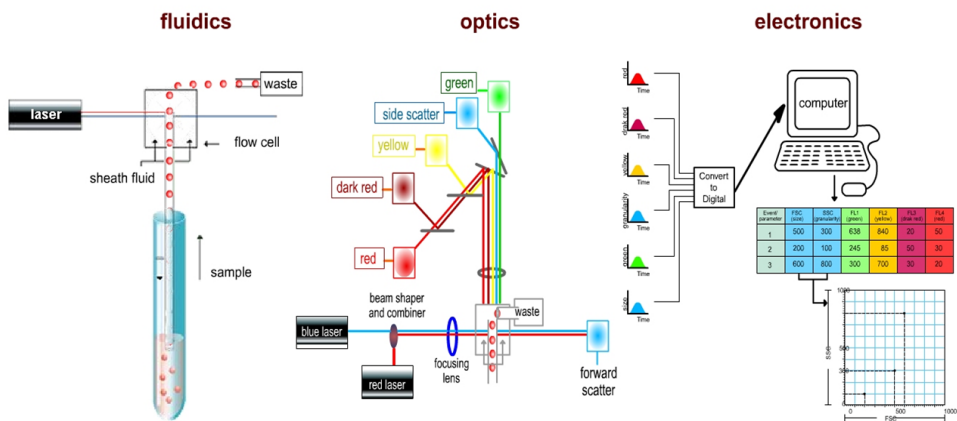 fluidics
optics
electronics
waste
laser
flow cell
sheath fluid
sample
green
side scatter
yellow
dark red
red
beam shaper
and combiner
waste
blue laser
focusing
lens
red laser
forward
scatter
red
Time
drak red
Time
yellow
Time
granularity
Time
green
Time
size
Time
Convert
to
Digital
computer
Event/ parameter FSC (size) SSC (granularity) FL1 (green) FL2 (yellow) FL3 (drak red) FL4 (red)
1 500 300 638 840 20 50
2 200 100 245 85 50 30
3 600 800 300 700 30 20
1000
SSC
0
0 500 1000
FSC